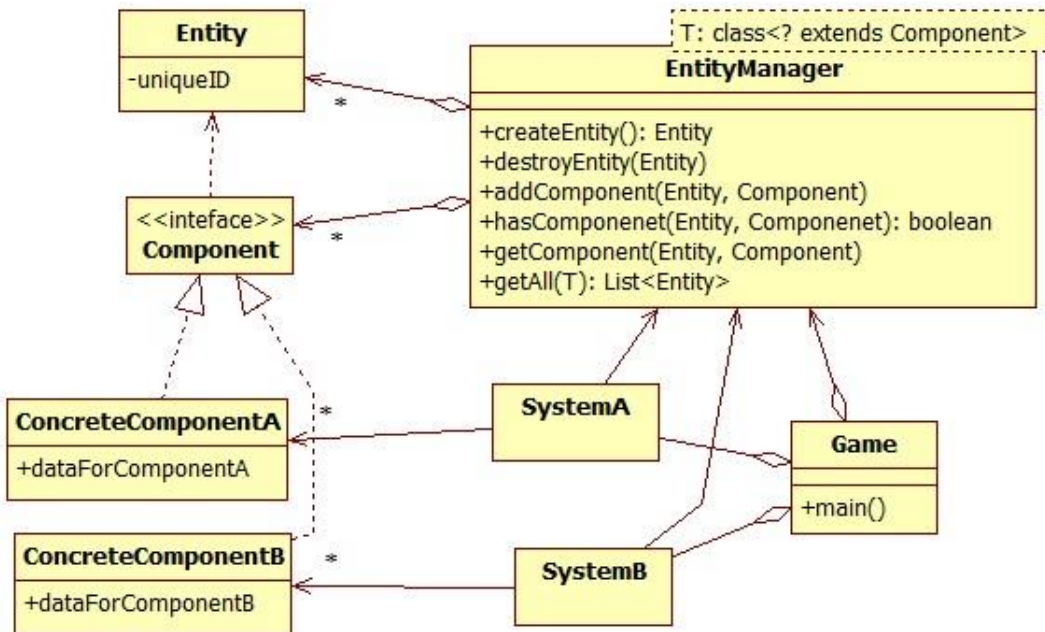 T: class<? extends Component>
Entity
-uniqueID
EntityManager
+createEntity(): Entity
+destroyEntity(Entity)
+addComponent(Entity, Component)
+hasComponenet(Entity, Componenet): boolean
+getComponent(Entity, Component)
+getAll(T): List<Entity>
*
*
<<inteface>>
Component
SystemA
*
ConcreteComponentA
+dataForComponentA
Game
+main()
ConcreteComponentB
+dataForComponentB
*
SystemB